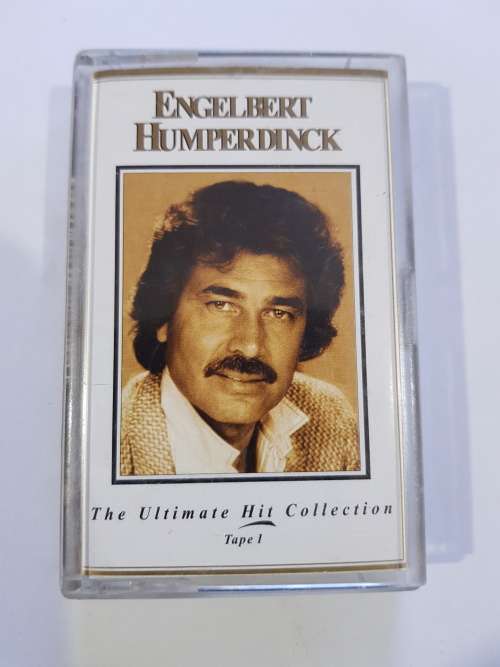 ENGELBERT
HUMPERDINCK
The Ultimate Hit Collection
Tape 1